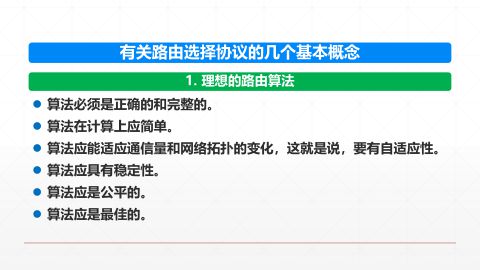 有关路由选择协议的几个基本概念
1. 理想的路由算法
● 算法必须是正确的和完整的。
● 算法在计算上应简单。
● 算法应能适应通信量和网络拓扑的变化，这就是说，要有自适应性。
● 算法应具有稳定性。
● 算法应是公平的。
● 算法应是最佳的。